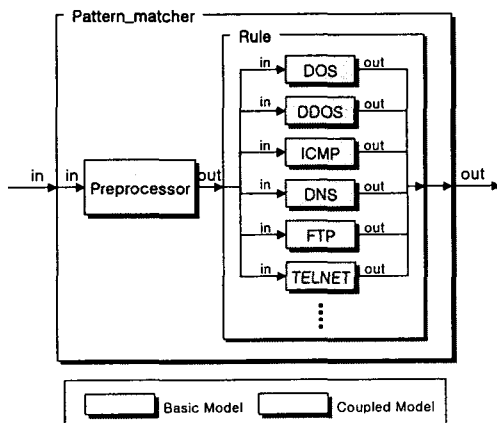 Pattern_matcher
Rule
in DOS out
in DDOS out
in ICMP out
in in Preprocessor out out
in DNS out
in FTP out
in TELNET out
Basic Model Coupled Model